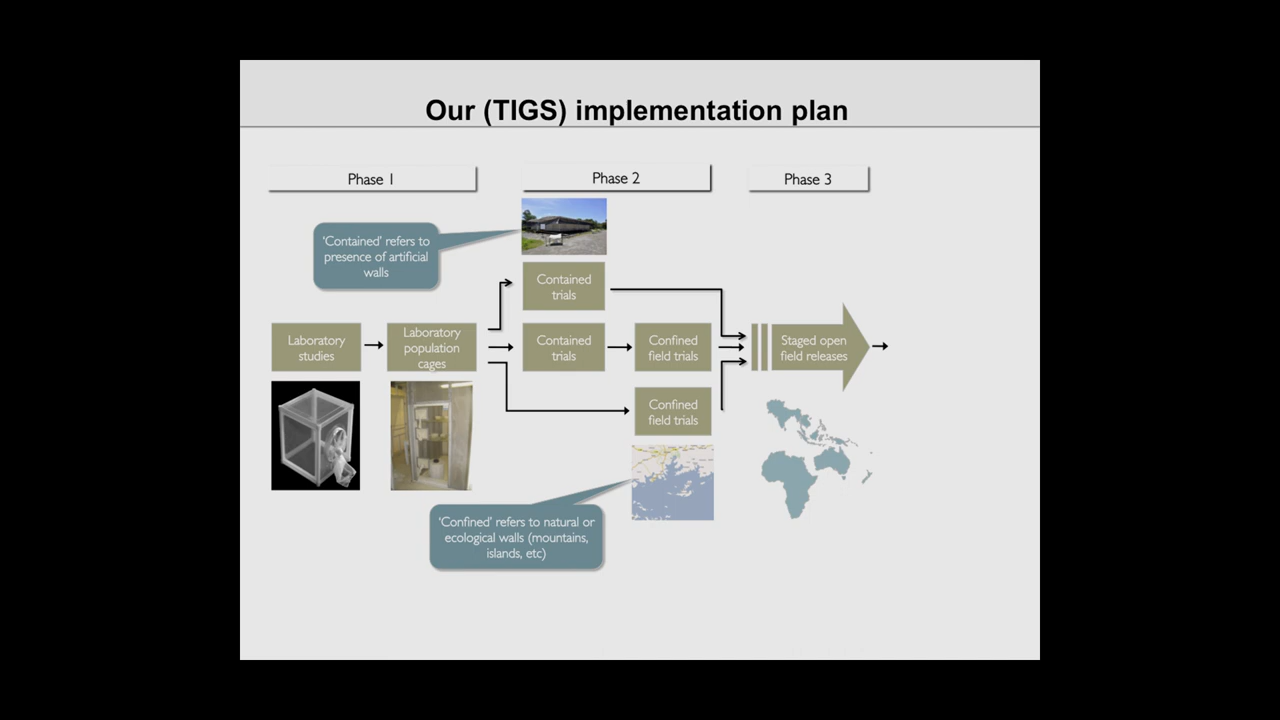 Our (TIGS) implementation plan
Phase 1
Phase 2
Phase 3
'Contained' refers to
presence of artificial
walls
Contained
trials
Laboratory
studies
Laboratory
population
cages
Contained
trials
Confined
field trials
Staged open
field releases
Confined
field trials
'Confined' refers to natural or
ecological walls (mountains,
islands, etc)